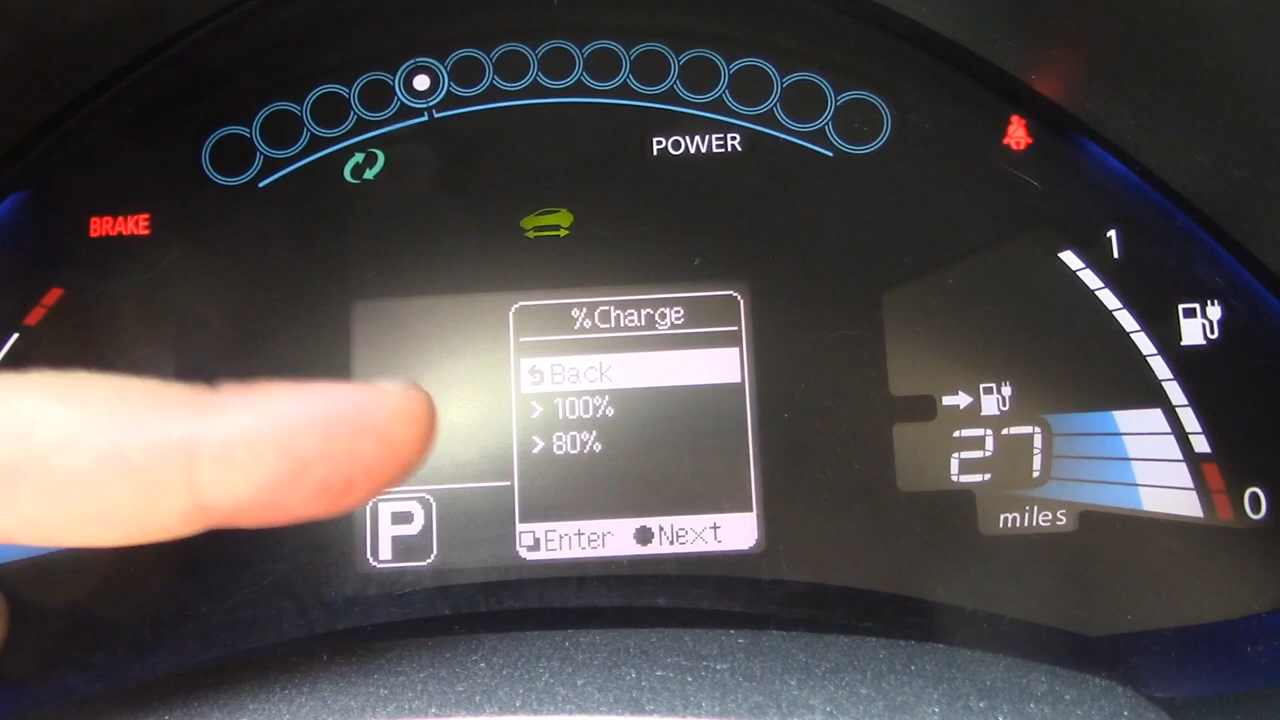 POWER
BRAKE
1
%Charge
Back
> 100%
> 80%
Enter Next
P
27
miles
0